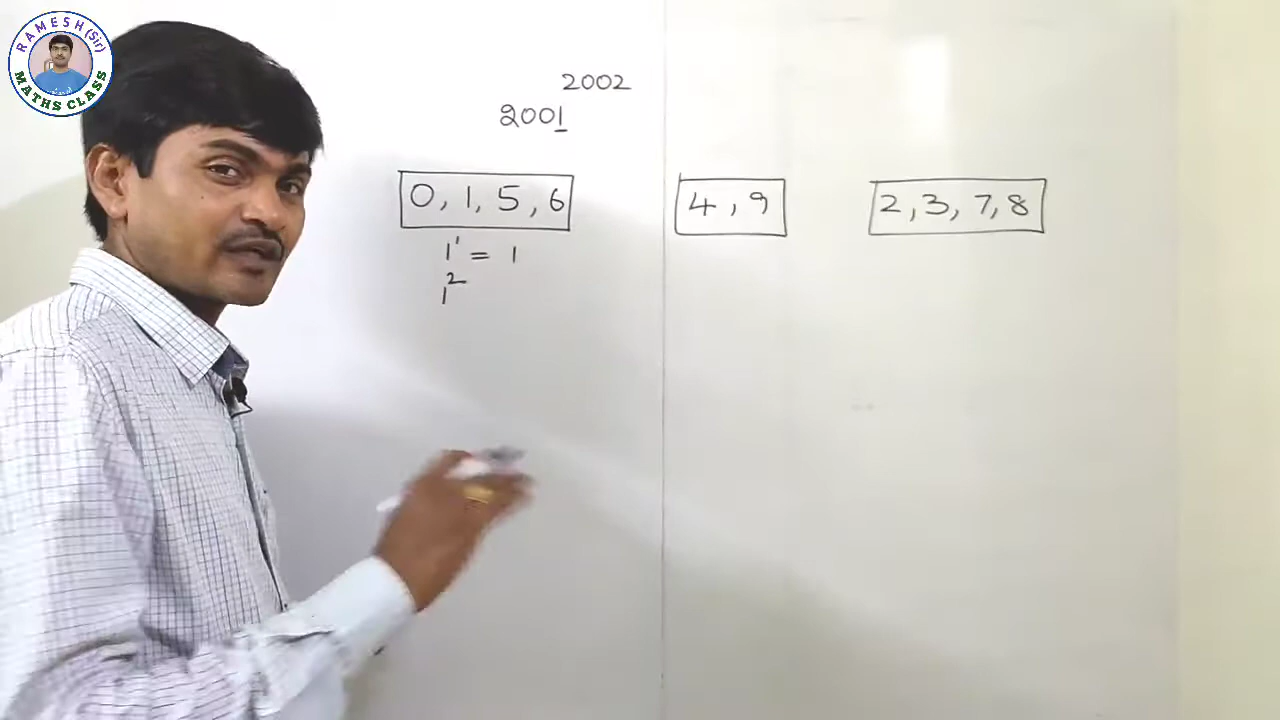 RAMESH (Sir)
MATHS CLASS
2002
2001
0, 1, 5, 6
4, 9
2, 3, 7, 8
1¹ = 1
1²